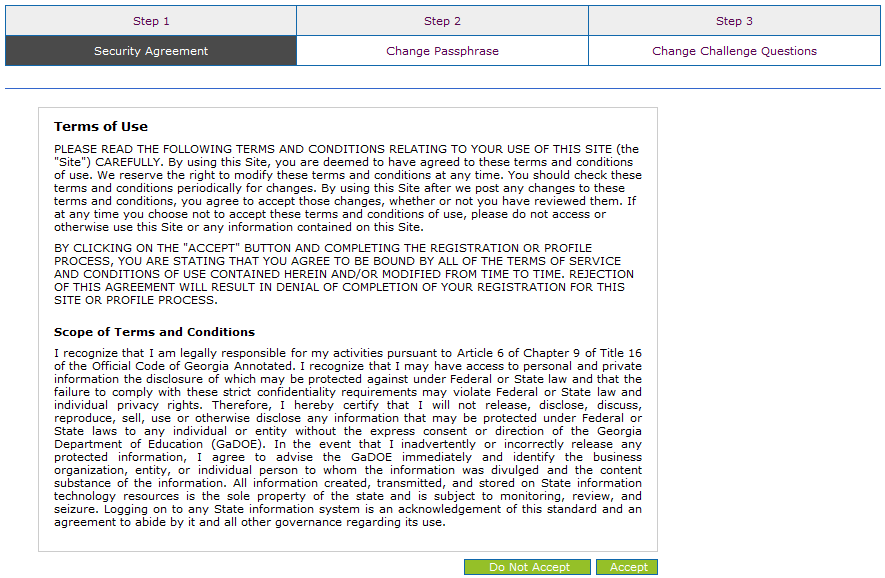 Step 1 Step 2 Step 3
Security Agreement Change Passphrase Change Challenge Questions
Terms of Use
PLEASE READ THE FOLLOWING TERMS AND CONDITIONS RELATING TO YOUR USE OF THIS SITE (the
"Site") CAREFULLY. By using this Site, you are deemed to have agreed to these terms and conditions
of use. We reserve the right to modify these terms and conditions at any time. You should check these
terms and conditions periodically for changes. By using this Site after we post any changes to these
terms and conditions, you agree to accept those changes, whether or not you have reviewed them. If
at any time you choose not to accept these terms and conditions of use, please do not access or
otherwise use this Site or any information contained on this Site.
BY CLICKING ON THE "ACCEPT" BUTTON AND COMPLETING THE REGISTRATION OR PROFILE
PROCESS, YOU ARE STATING THAT YOU AGREE TO BE BOUND BY ALL OF THE TERMS OF SERVICE
AND CONDITIONS OF USE CONTAINED HEREIN AND/OR MODIFIED FROM TIME TO TIME. REJECTION
OF THIS AGREEMENT WILL RESULT IN DENIAL OF COMPLETION OF YOUR REGISTRATION FOR THIS
SITE OR PROFILE PROCESS.
Scope of Terms and Conditions
I recognize that I am legally responsible for my activities pursuant to Article 6 of Chapter 9 of Title 16
of the Official Code of Georgia Annotated. I recognize that I may have access to personal and private
information the disclosure of which may be protected against under Federal or State law and that the
failure to comply with these strict confidentiality requirements may violate Federal or State law and
individual privacy rights. Therefore, I hereby certify that I will not release, disclose, discuss,
reproduce, sell, use or otherwise disclose any information that may be protected under Federal or
State laws to any individual or entity without the express consent or direction of the Georgia
Department of Education (GaDOE). In the event that I inadvertently or incorrectly release any
protected information, I agree to advise the GaDOE immediately and identify the business
organization, entity, or individual person to whom the information was divulged and the content
substance of the information. All information created, transmitted, and stored on State information
technology resources is the sole property of the state and is subject to monitoring, review, and
seizure. Logging on to any State information system is an acknowledgement of this standard and an
agreement to abide by it and all other governance regarding its use.
Do Not Accept Accept